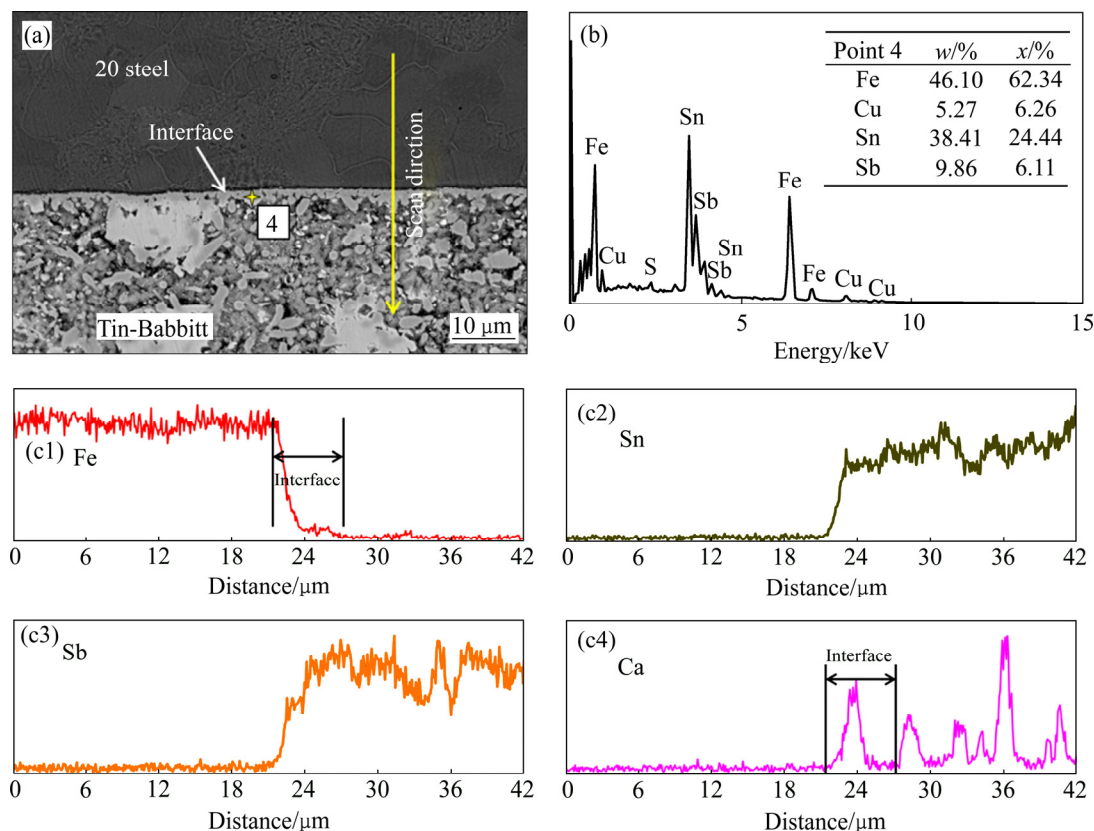 (a)
20 steel
Interface
4
Scan dirction
Tin-Babbitt
10 μm
(b)
Point 4 w/% x/%
Fe 46.10 62.34
Cu 5.27 6.26
Sn 38.41 24.44
Sb 9.86 6.11
Fe
Cu
S
Sn
Sb
Sn
Sb
Fe
Fe
Cu
Cu
0 5 10 15
Energy/keV
(c1) Fe
Interface
0 6 12 18 24 30 36 42
Distance/μm
(c2)
Sn
0 6 12 18 24 30 36 42
Distance/μm
(c3)
Sb
0 6 12 18 24 30 36 42
Distance/μm
(c4)
Ca
Interface
0 6 12 18 24 30 36 42
Distance/μm